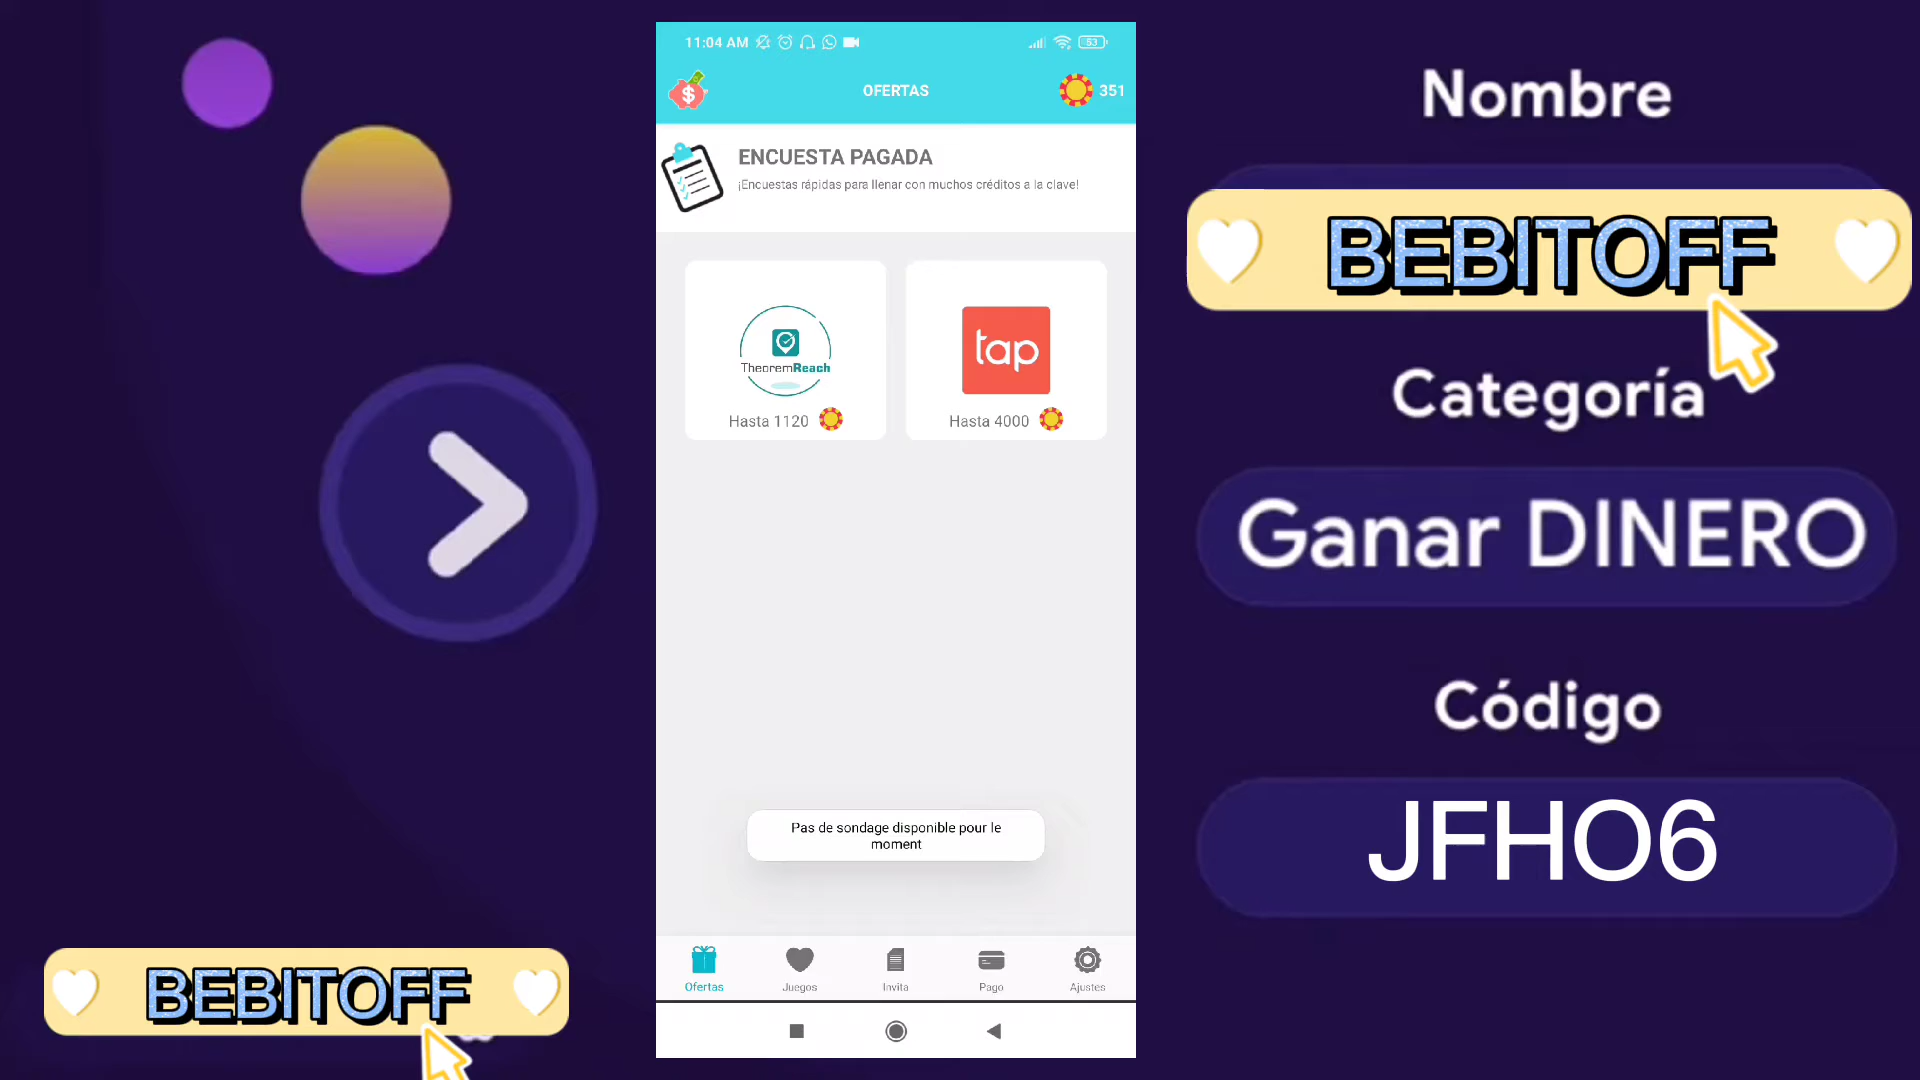 11:04 AM
53
OFERTAS
351
ENCUESTA PAGADA
¡Encuestas rápidas para llenar con muchos créditos a la clave!
TheoremReach
Hasta 1120
tap
Hasta 4000
Pas de sondage disponible pour le
moment
Ofertas
Juegos
Invita
Pago
Ajustes
Nombre
BEBITOFF
Categoría
Ganar DINERO
Código
JFHO6
BEBITOFF